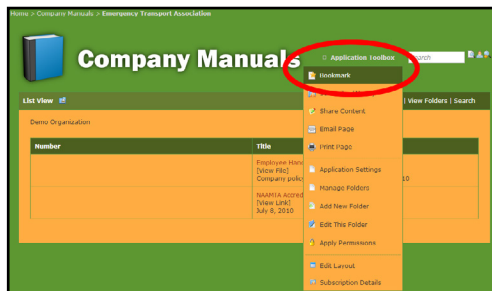 Home > Company Manuals > Emergency Transport Association
Company Manuals
Application Toolbox
Search
Bookmark
List View
| View Folders | Search
Share Content
Demo Organization
Email Page
Print Page
Number Title
Employee Hand
[View File]
Company polic
Application Settings
10
Manage Folders
NAAMTA Accred
[View Link]
July 8, 2010
Add New Folder
Edit This Folder
Apply Permissions
Edit Layout
Subscription Details